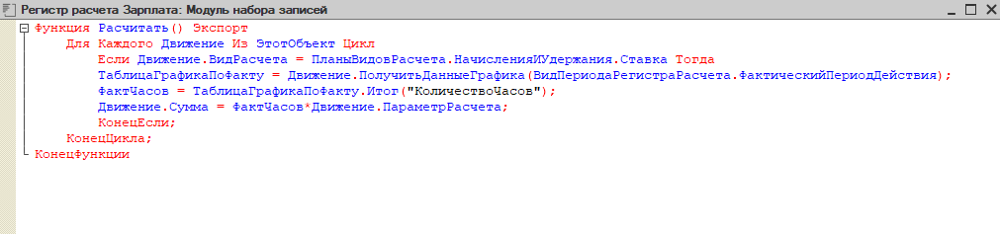 Регистр расчета Зарплата: Модуль набора записей
Функция Расчитать() Экспорт
Для Каждого Движение Из ЭтотОбъект Цикл
Если Движение.ВидРасчета = ПланыВидовРасчета.НачисленияИУдержания.Ставка Тогда
ТаблицаГрафикаПоФакту = Движение.ПолучитьДанныеГрафика(ВидПериодаРегистраРасчета.ФактическийПериодДействия);
ФактЧасов = ТаблицаГрафикаПоФакту.Итог("КоличествоЧасов");
Движение.Сумма = ФактЧасов*Движение.ПараметрРасчета;
КонецЕсли;
КонецЦикла;
КонецФункции